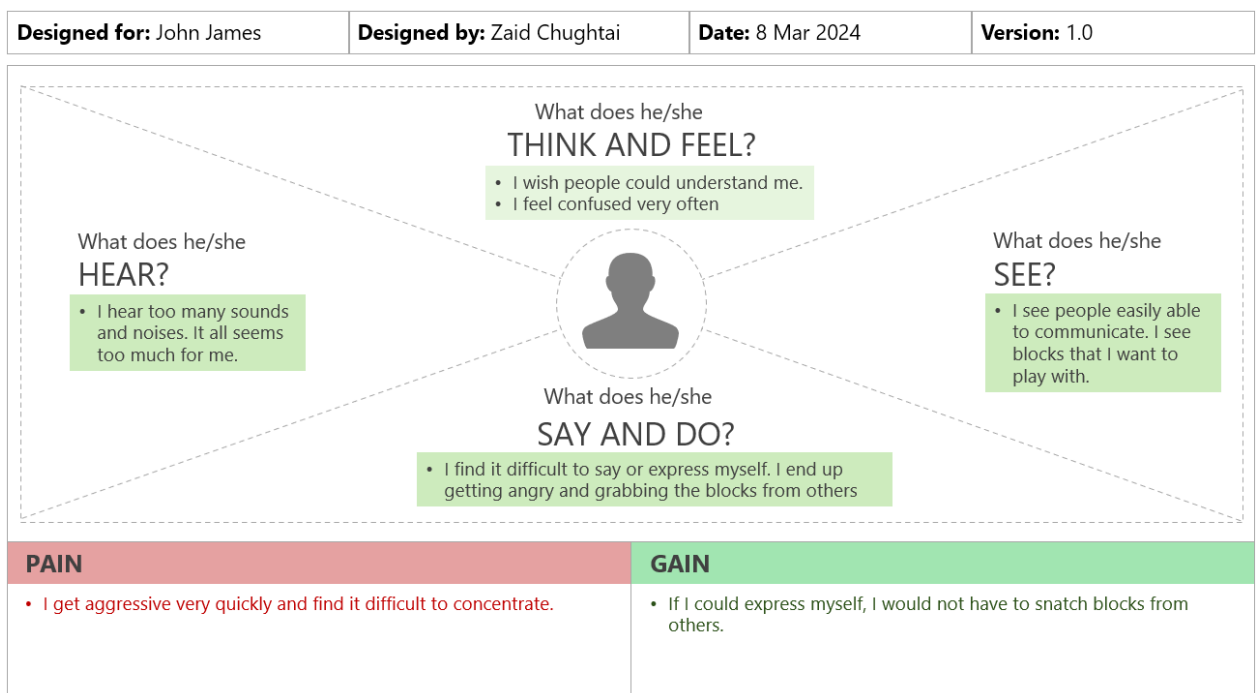 Designed for: John James
Designed by: Zaid Chughtai
Date: 8 Mar 2024
Version: 1.0
What does he/she
THINK AND FEEL?
• I wish people could understand me.
• I feel confused very often
What does he/she
HEAR?
• I hear too many sounds
and noises. It all seems
too much for me.
What does he/she
SEE?
• I see people easily able
to communicate. I see
blocks that I want to
play with.
What does he/she
SAY AND DO?
• I find it difficult to say or express myself. I end up
getting angry and grabbing the blocks from others
PAIN
• I get aggressive very quickly and find it difficult to concentrate.
GAIN
• If I could express myself, I would not have to snatch blocks from
others.